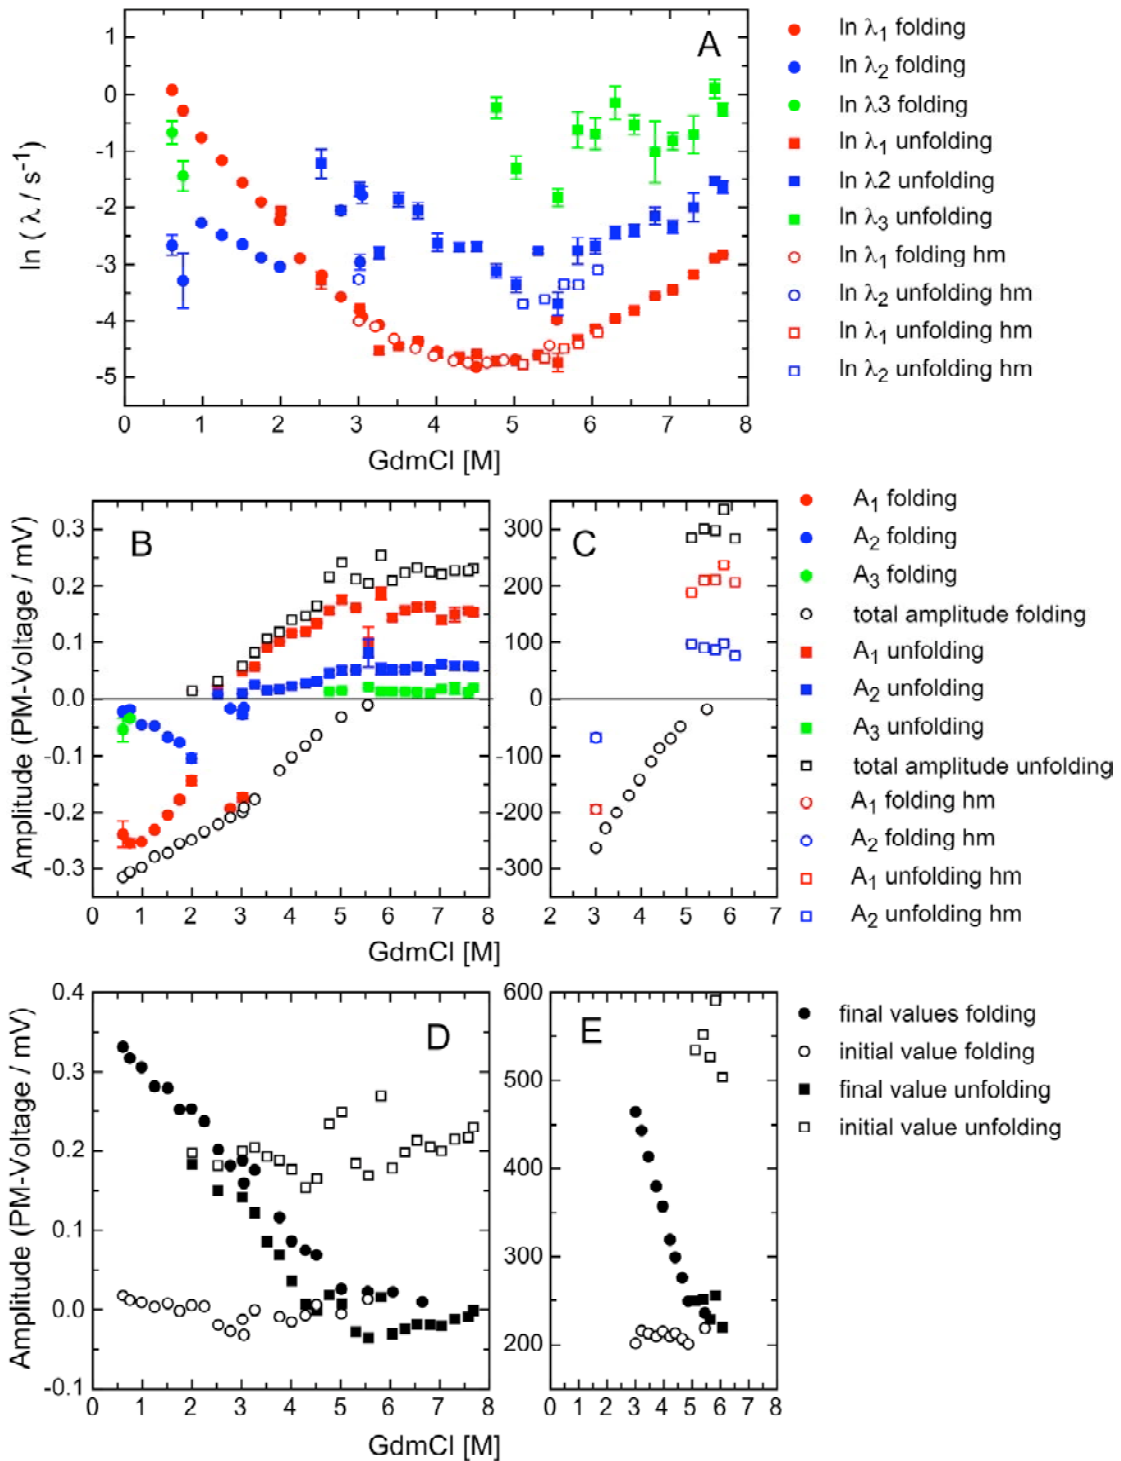 A
1
0
-1
-2
-3
-4
-5
ln ( λ / s-1)
0 1 2 3 4 5 6 7 8
GdmCl [M]
ln λ1 folding
ln λ2 folding
ln λ3 folding
ln λ1 unfolding
ln λ2 unfolding
ln λ3 unfolding
ln λ1 folding hm
ln λ2 unfolding hm
ln λ1 unfolding hm
ln λ2 unfolding hm
B
0.3
0.2
0.1
0.0
-0.1
-0.2
-0.3
Amplitude (PM-Voltage / mV)
0 1 2 3 4 5 6 7 8
C
300
200
100
0
-100
-200
-300
2 3 4 5 6 7
GdmCl [M]
A1 folding
A2 folding
A3 folding
total amplitude folding
A1 unfolding
A2 unfolding
A3 unfolding
total amplitude unfolding
A1 folding hm
A2 folding hm
A1 unfolding hm
A2 unfolding hm
D
0.4
0.3
0.2
0.1
0.0
-0.1
Amplitude (PM-Voltage / mV)
0 1 2 3 4 5 6 7 8
E
600
500
400
300
200
0 1 2 3 4 5 6 7 8
GdmCl [M]
final values folding
initial value folding
final value unfolding
initial value unfolding